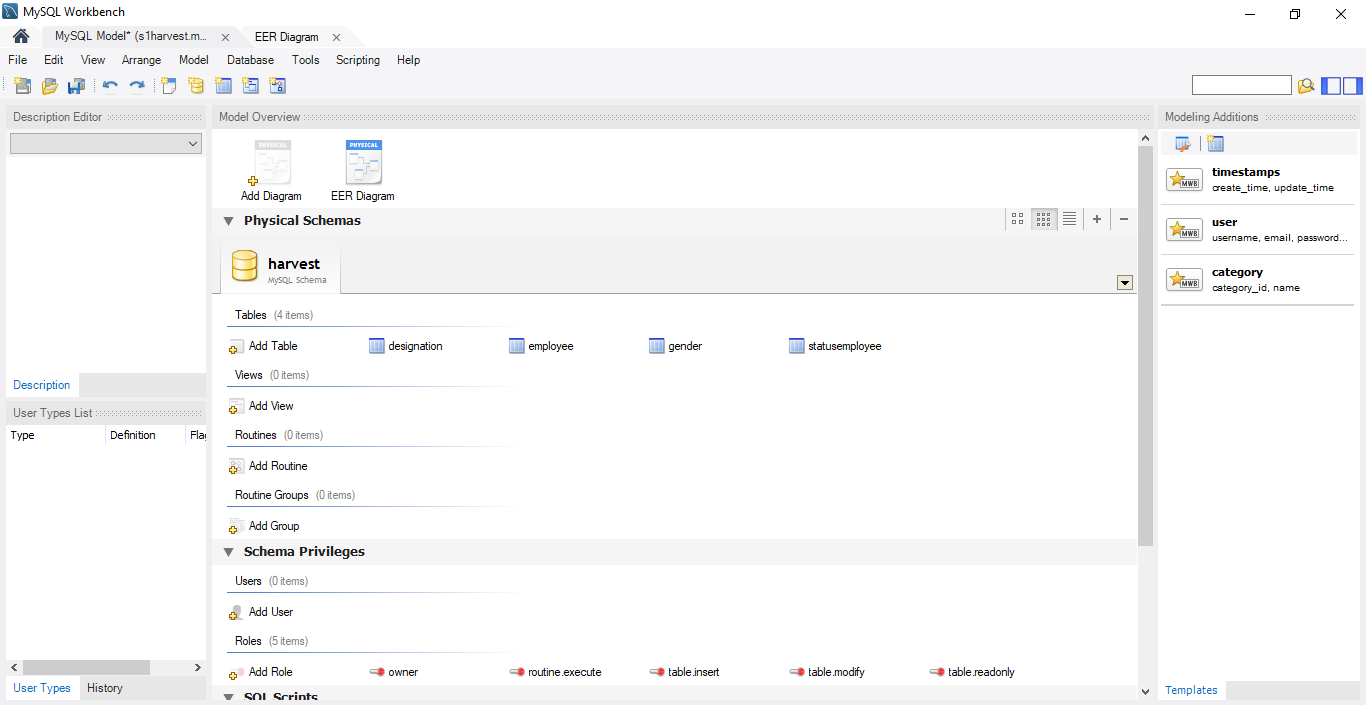 MySQL Workbench
MySQL Model* (s1harvest.m...
EER Diagram
File Edit View Arrange Model Database Tools Scripting Help
Description Editor
Description
User Types List
Type Definition Flag
User Types History
Model Overview
PHYSICAL
Add Diagram
PHYSICAL
EER Diagram
Physical Schemas
harvest
MySQL Schema
Tables (4 items)
Add Table designation employee gender statusemployee
Views (0 items)
Add View
Routines (0 items)
Add Routine
Routine Groups (0 items)
Add Group
Schema Privileges
Users (0 items)
Add User
Roles (5 items)
Add Role owner routine.execute table.insert table.modify table.readonly
SQL Scripts
Modeling Additions
MWB
timestamps
create_time, update_time
MWB
user
username, email, password...
MWB
category
category_id, name
Templates